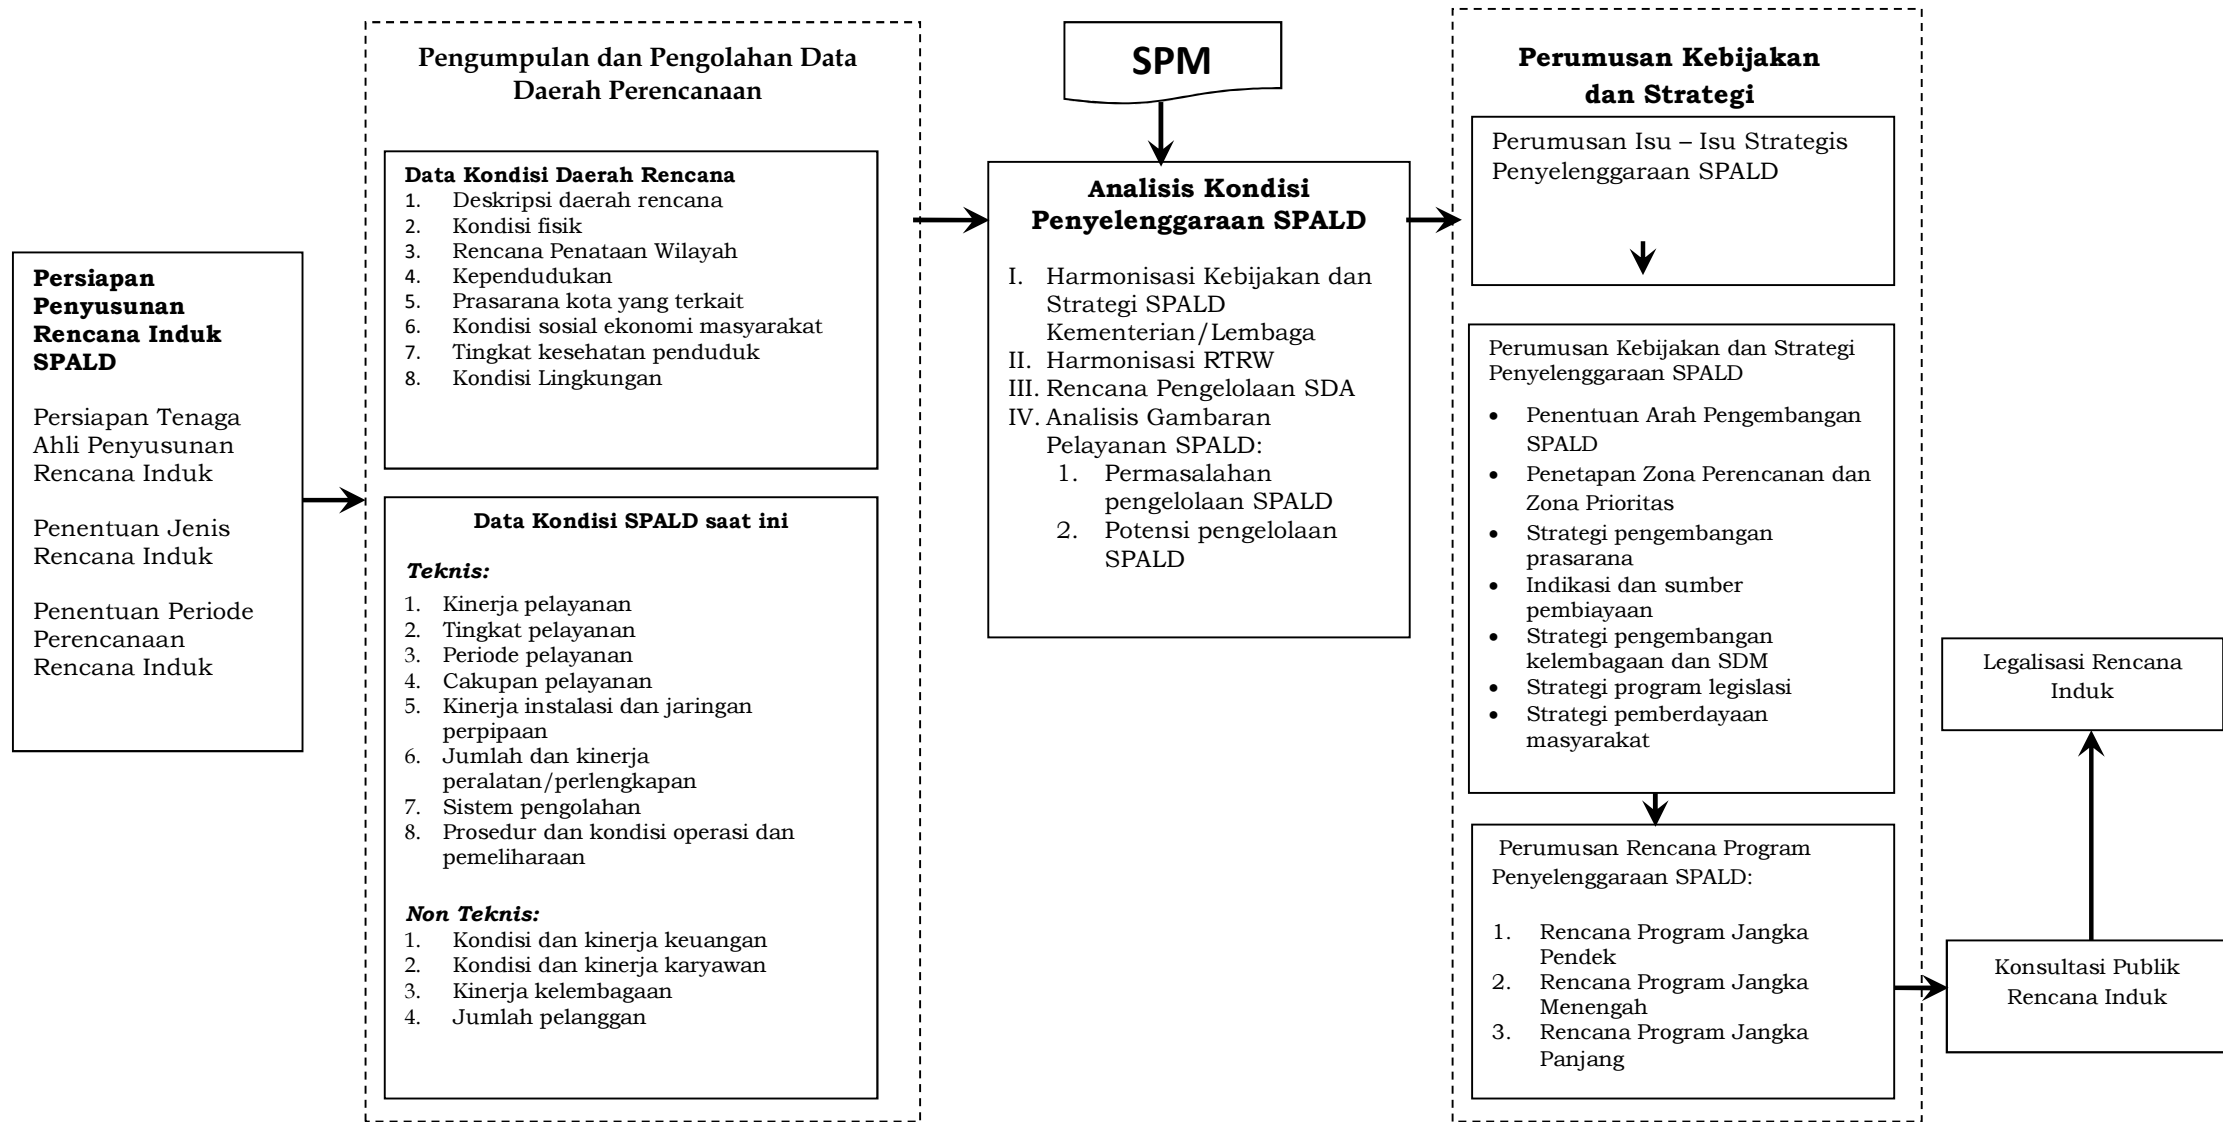 Persiapan
Penyusunan
Rencana Induk
SPALD
Persiapan Tenaga
Ahli Penyusunan
Rencana Induk
Penentuan Jenis
Rencana Induk
Penentuan Periode
Perencanaan
Rencana Induk
Pengumpulan dan Pengolahan Data
Daerah Perencanaan
Data Kondisi Daerah Rencana
1. Deskripsi daerah rencana
2. Kondisi fisik
3. Rencana Penataan Wilayah
4. Kependudukan
5. Prasarana kota yang terkait
6. Kondisi sosial ekonomi masyarakat
7. Tingkat kesehatan penduduk
8. Kondisi Lingkungan
Data Kondisi SPALD saat ini
Teknis:
1. Kinerja pelayanan
2. Tingkat pelayanan
3. Periode pelayanan
4. Cakupan pelayanan
5. Kinerja instalasi dan jaringan
perpipaan
6. Jumlah dan kinerja
peralatan/perlengkapan
7. Sistem pengolahan
8. Prosedur dan kondisi operasi dan
pemeliharaan
Non Teknis:
1. Kondisi dan kinerja keuangan
2. Kondisi dan kinerja karyawan
3. Kinerja kelembagaan
4. Jumlah pelanggan
SPM
Analisis Kondisi
Penyelenggaraan SPALD
I. Harmonisasi Kebijakan dan
Strategi SPALD
Kementerian/Lembaga
II. Harmonisasi RTRW
III. Rencana Pengelolaan SDA
IV. Analisis Gambaran
Pelayanan SPALD:
1. Permasalahan
pengelolaan SPALD
2. Potensi pengelolaan
SPALD
Perumusan Kebijakan
dan Strategi
Perumusan Isu – Isu Strategis
Penyelenggaraan SPALD
Perumusan Kebijakan dan Strategi
Penyelenggaraan SPALD
• Penentuan Arah Pengembangan
SPALD
• Penetapan Zona Perencanan dan
Zona Prioritas
• Strategi pengembangan
prasarana
• Indikasi dan sumber
pembiayaan
• Strategi pengembangan
kelembagaan dan SDM
• Strategi program legislasi
• Strategi pemberdayaan
masyarakat
Perumusan Rencana Program
Penyelenggaraan SPALD:
1. Rencana Program Jangka
Pendek
2. Rencana Program Jangka
Menengah
3. Rencana Program Jangka
Panjang
Legalisasi Rencana
Induk
Konsultasi Publik
Rencana Induk